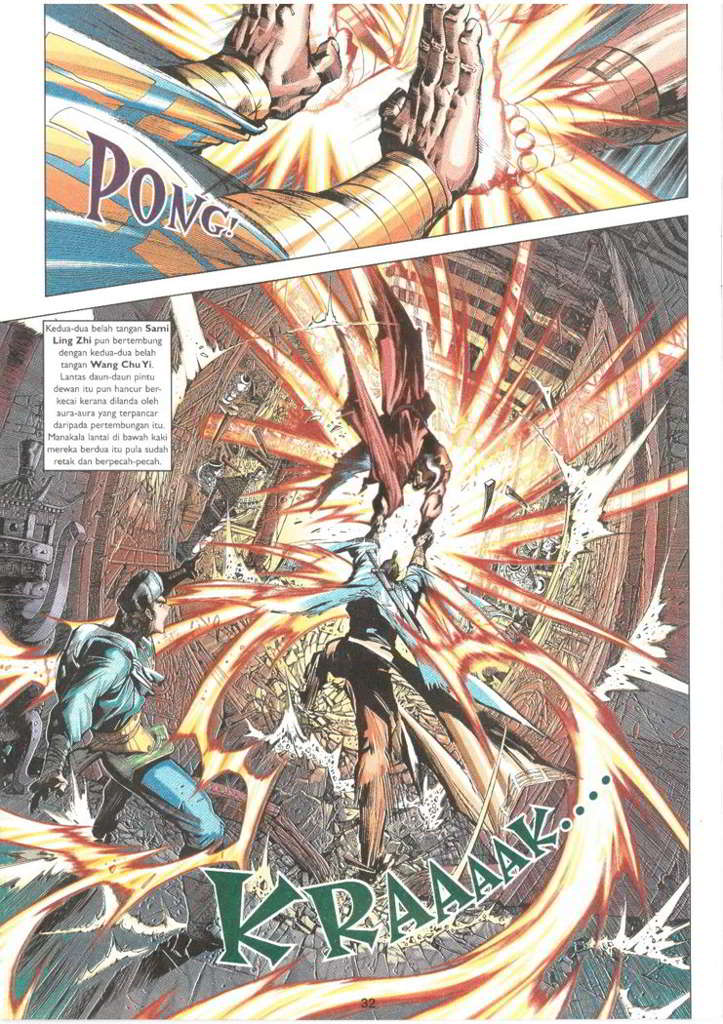 PONG!
Kedua-dua belah tangan Sami
Ling Zhi pun bertembung
dengan kedua-dua belah
tangan Wang Chu Yi.
Lantas daun-daun pintu
dewan itu pun hancur ber-
kecai kerana dilanda oleh
aura-aura yang terpancar
daripada pertembungan itu.
Manakala lantai di bawah kaki
mereka berdua itu pula sudah
retak dan berpecah-pecah.
KRAAAAK....
32